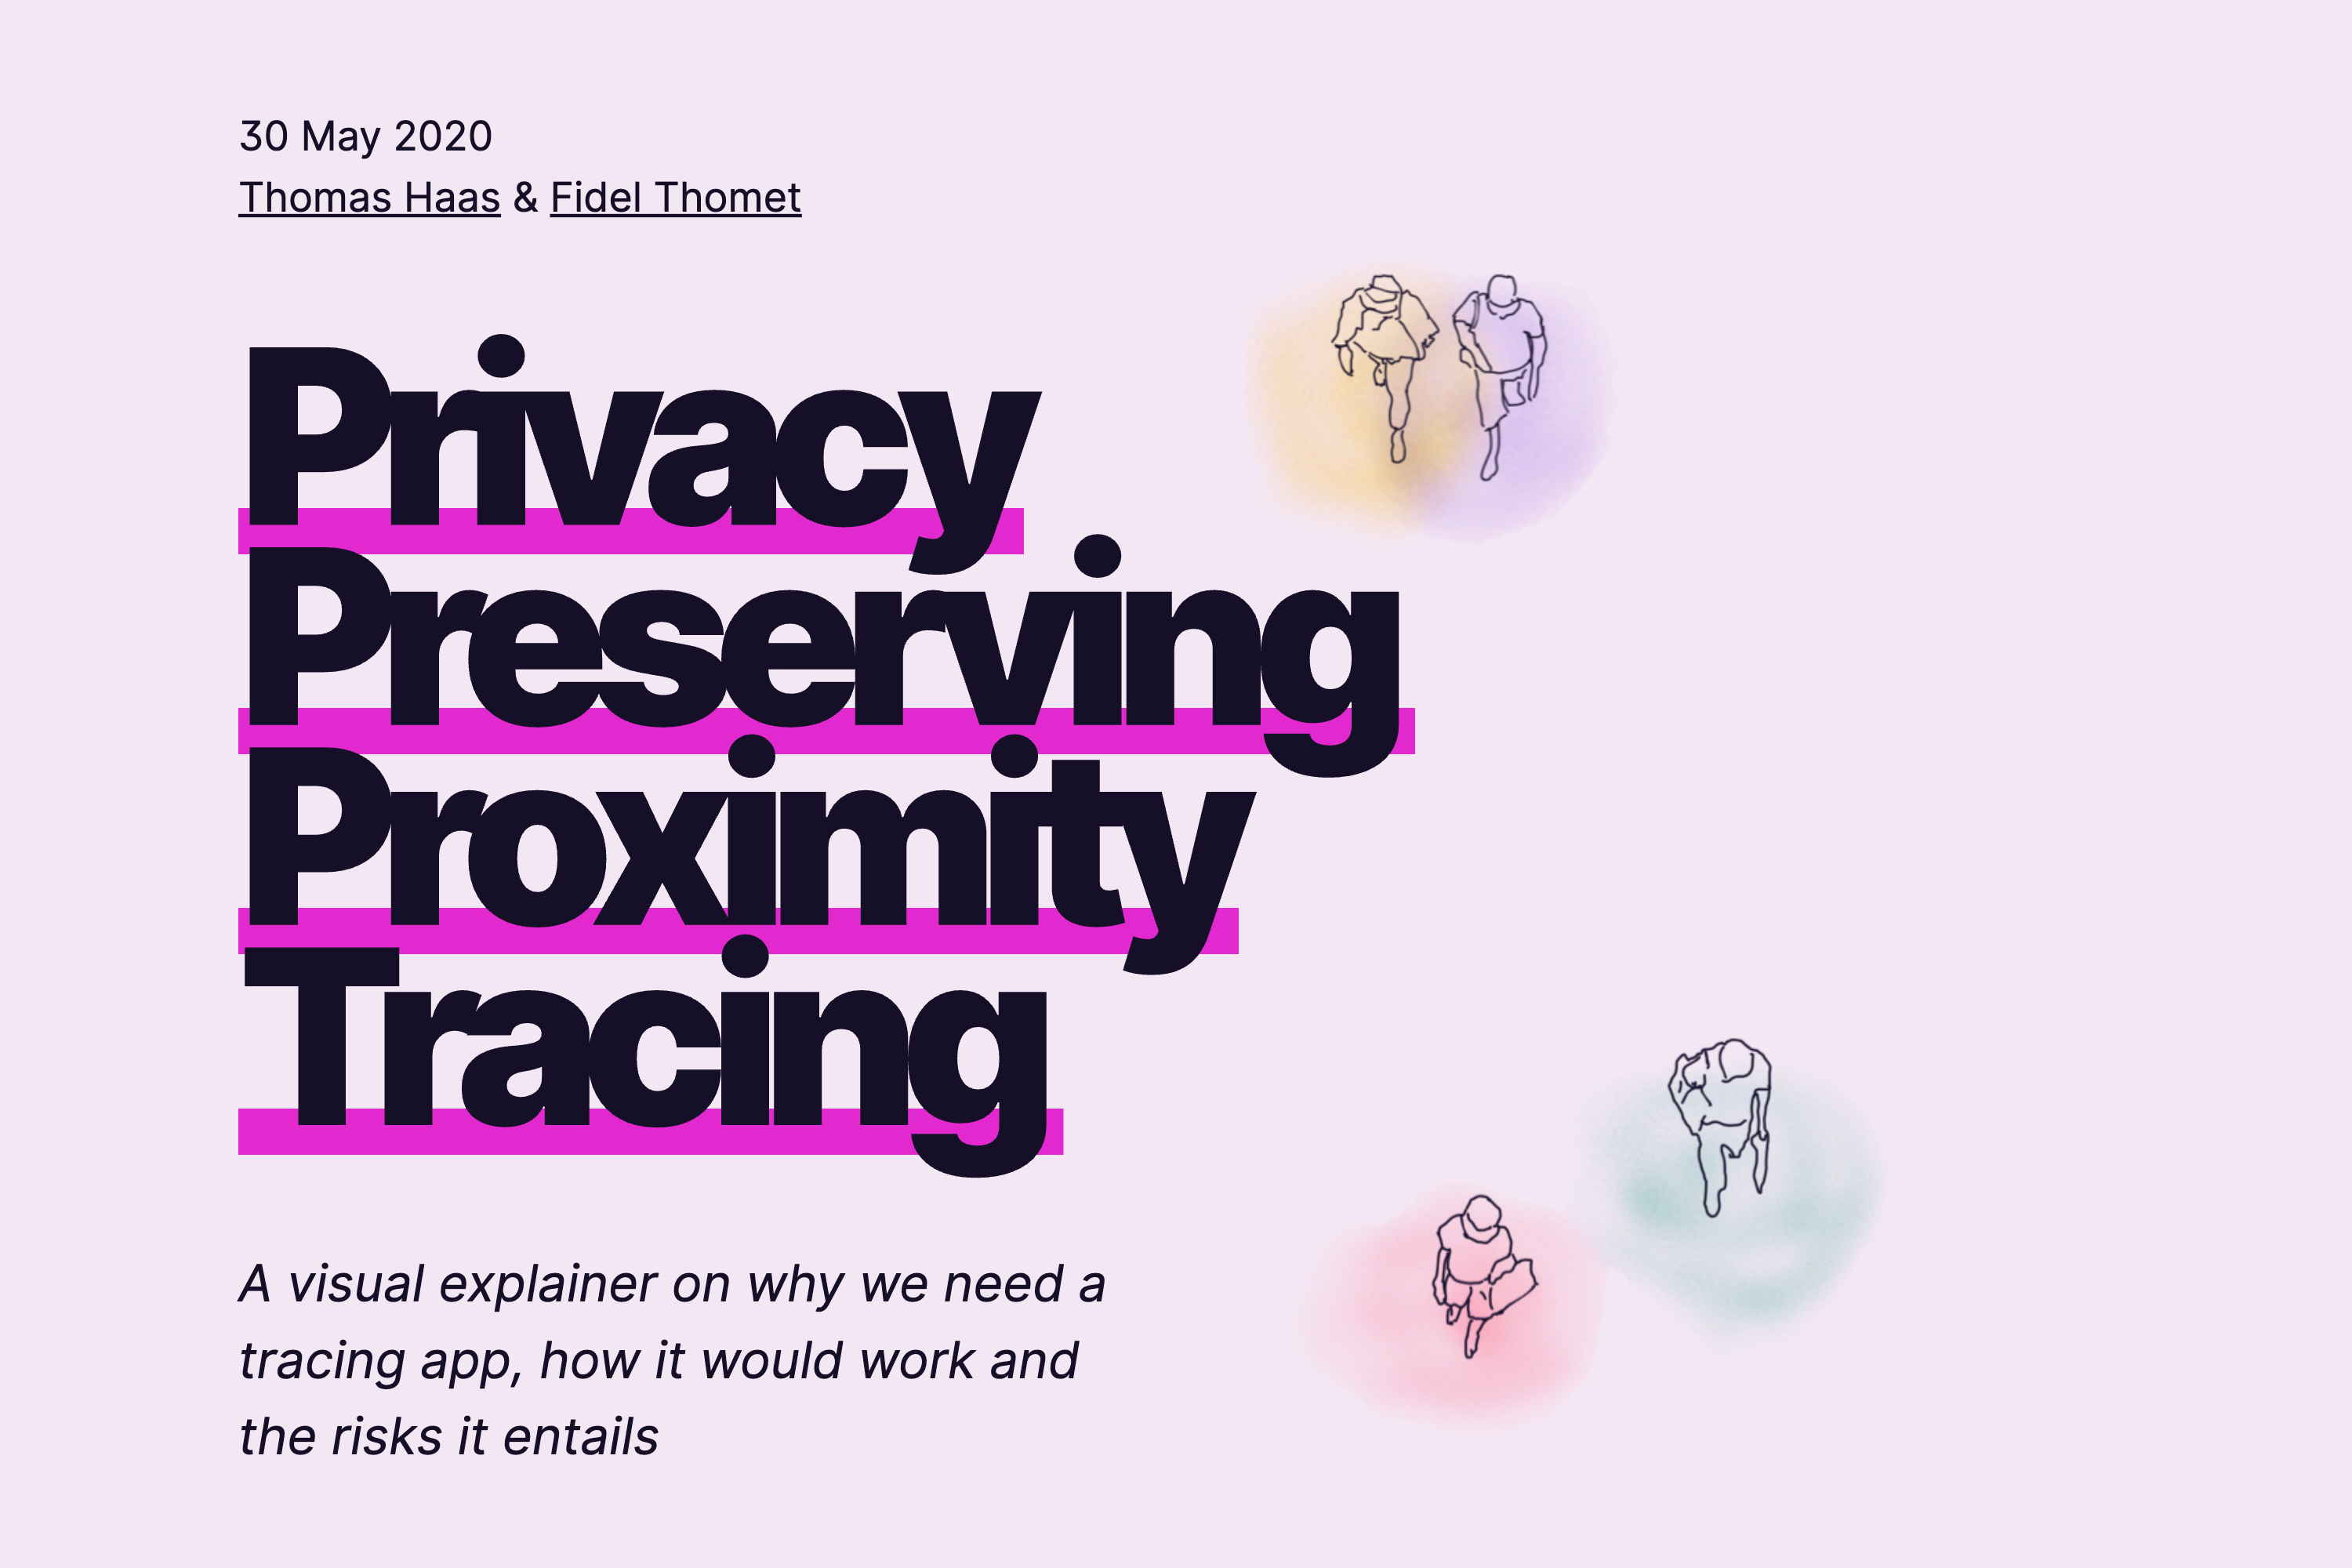 30 May 2020
Thomas Haas & Fidel Thomet
Privacy
Preserving
Proximity
Tracing
A visual explainer on why we need a
tracing app, how it would work and
the risks it entails